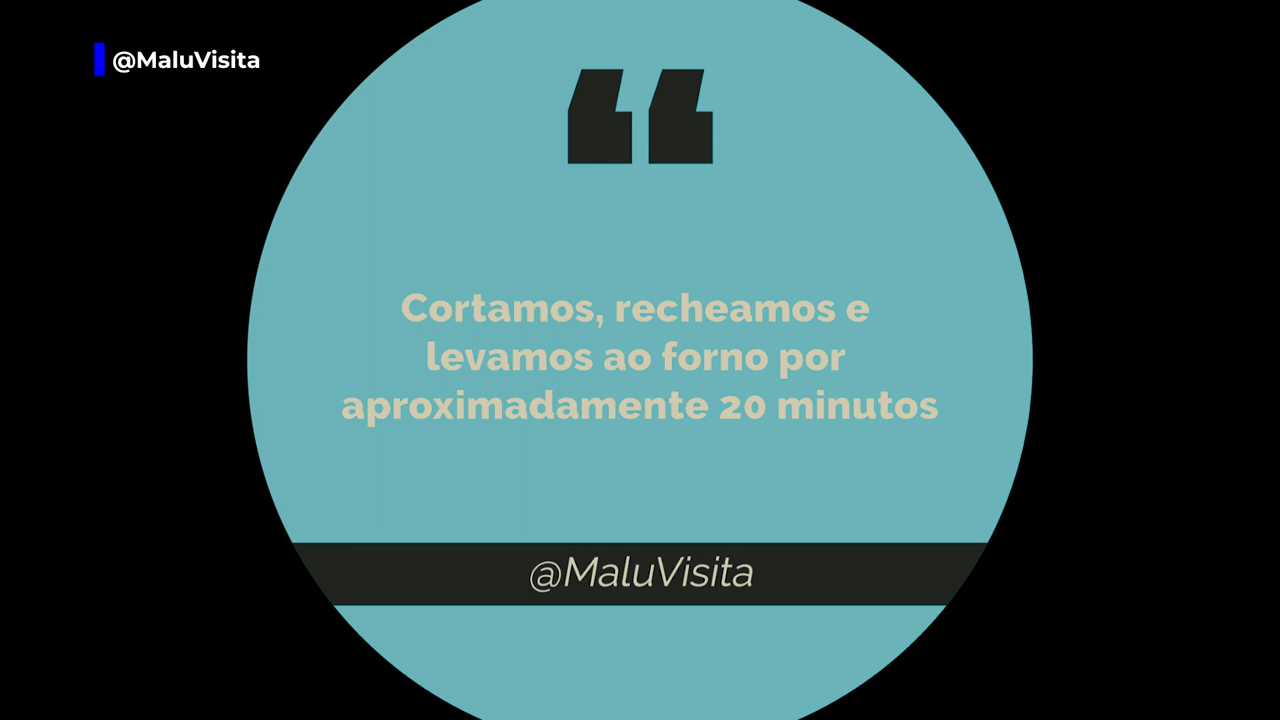 @MaluVisita
“
Cortamos, recheamos e
levamos ao forno por
aproximadamente 20 minutos
@MaluVisita